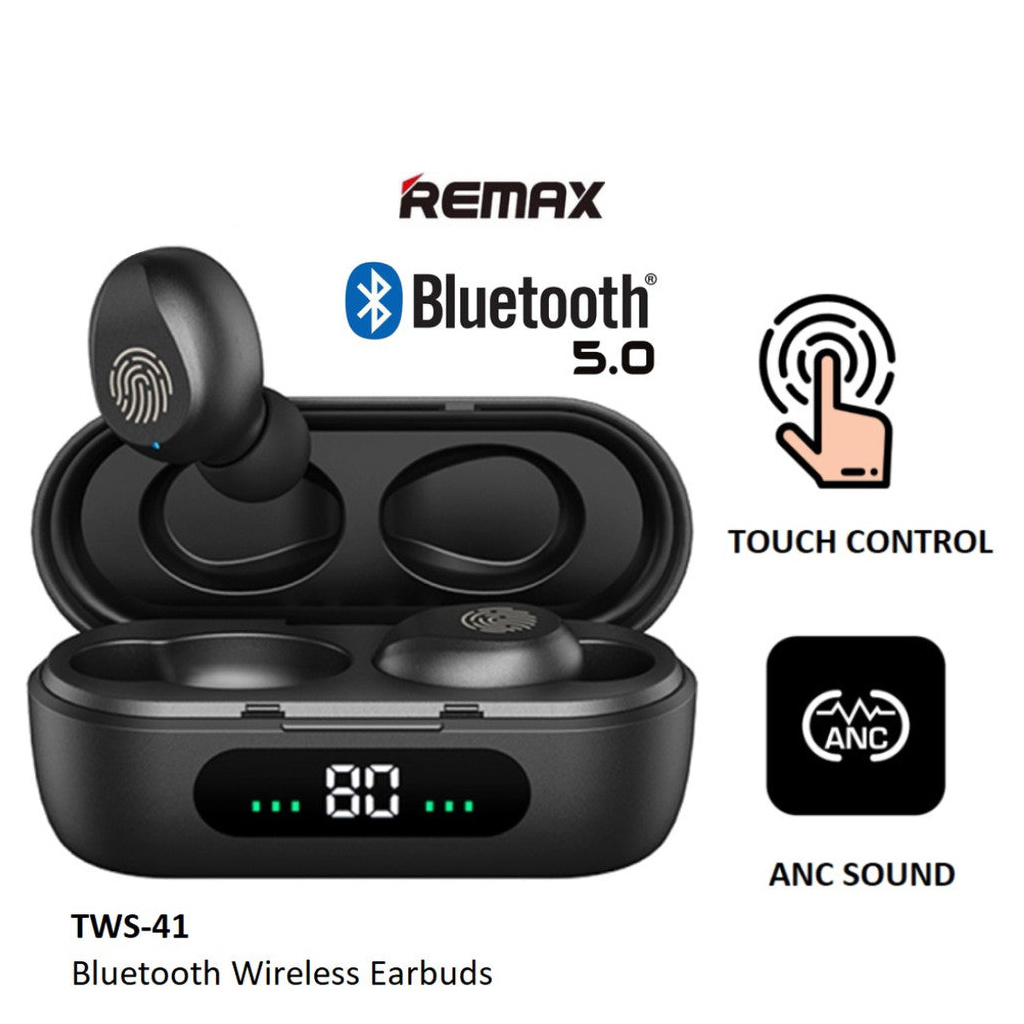 REMAX
Bluetooth®
5.0
TOUCH CONTROL
80
ANC
ANC SOUND
TWS-41
Bluetooth Wireless Earbuds